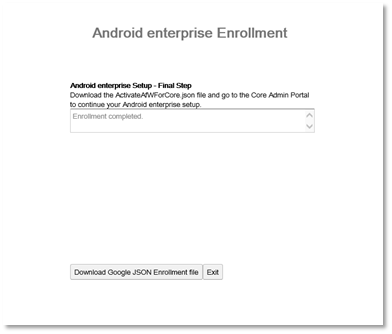 Android enterprise Enrollment
Android enterprise Setup - Final Step
Download the ActivateAfWForCore.json file and go to the Core Admin Portal
to continue your Android enterprise setup.
Enrollment completed.
Download Google JSON Enrollment file Exit